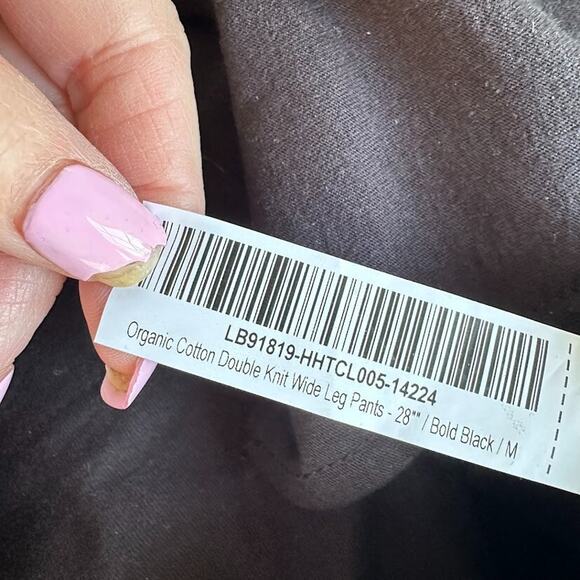 LB91819-HHTCL005-14224
Organic Cotton Double Knit Wide Leg Pants - 28"" / Bold Black / M